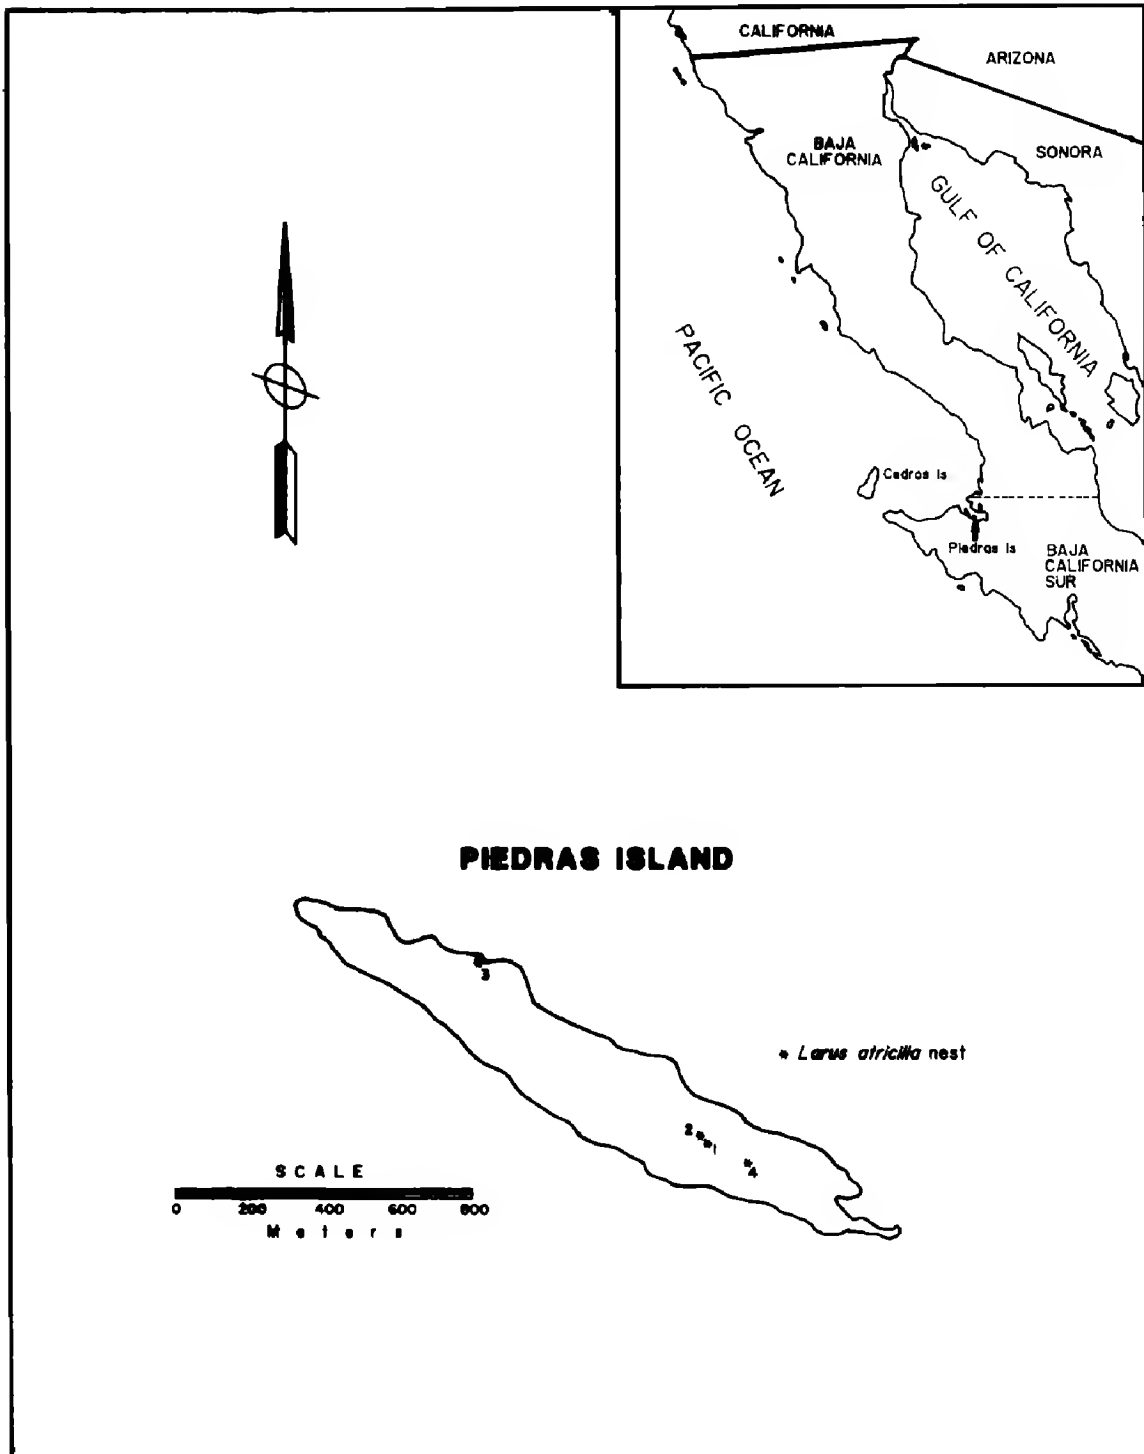 CALIFORNIA
ARIZONA
BAJA
CALIFORNIA
SONORA
GULF OF CALIFORNIA
PACIFIC OCEAN
Cedros Is
Piedras Is
BAJA
CALIFORNIA
SUR
PIEDRAS ISLAND
3
* Larus atricilla nest
2
1
4
SCALE
0 200 400 600 800
Meters